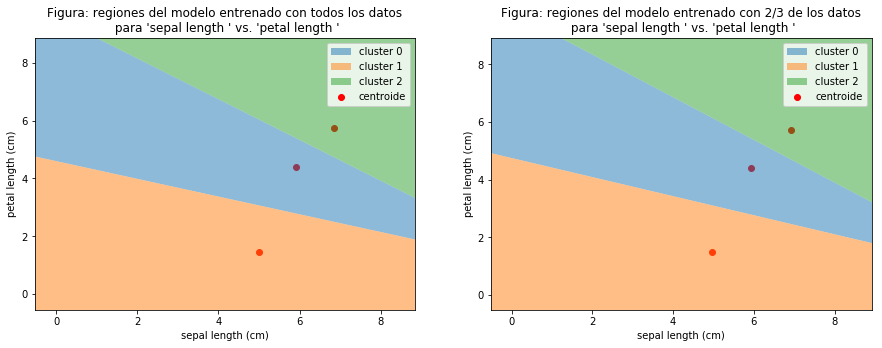 Figura: regiones del modelo entrenado con todos los datos
para 'sepal length ' vs. 'petal length '
cluster 0
cluster 1
cluster 2
centroide
8
6
4
2
0
petal length (cm)
0
2
4
6
8
sepal length (cm)
Figura: regiones del modelo entrenado con 2/3 de los datos
para 'sepal length ' vs. 'petal length '
cluster 0
cluster 1
cluster 2
centroide
8
6
4
2
0
petal length (cm)
0
2
4
6
8
sepal length (cm)